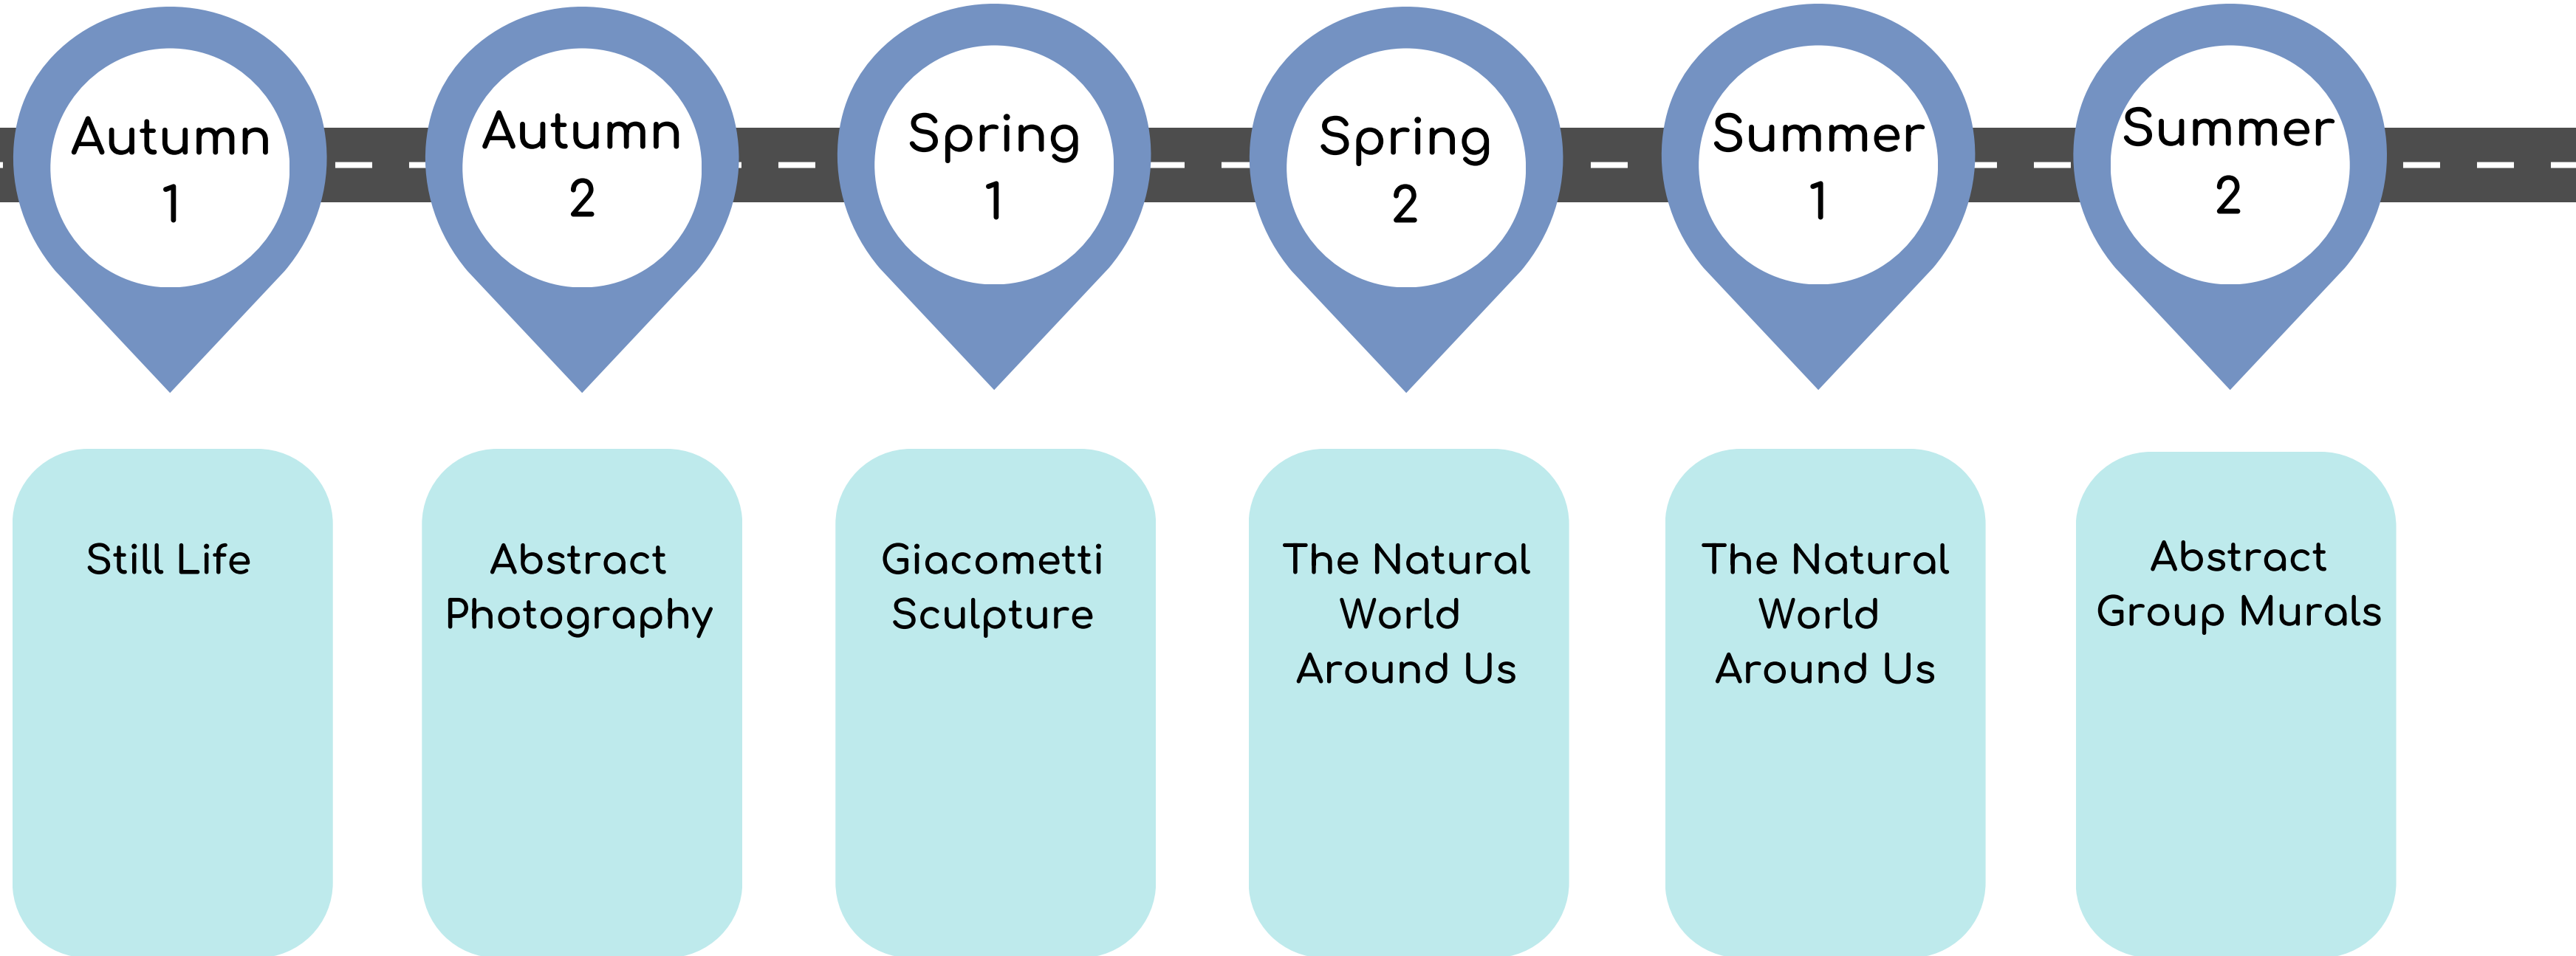 Autumn
1
Autumn
2
Spring
1
Spring
2
Summer
1
Summer
2
Still Life
Abstract
Photography
Giacometti
Sculpture
The Natural
World
Around Us
The Natural
World
Around Us
Abstract
Group Murals